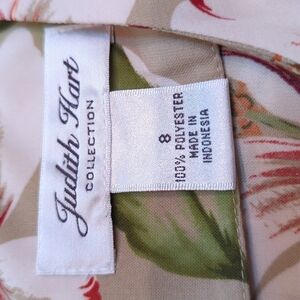 Judith Hart
COLLECTION
8
100% POLYESTER
MADE IN
INDONESIA